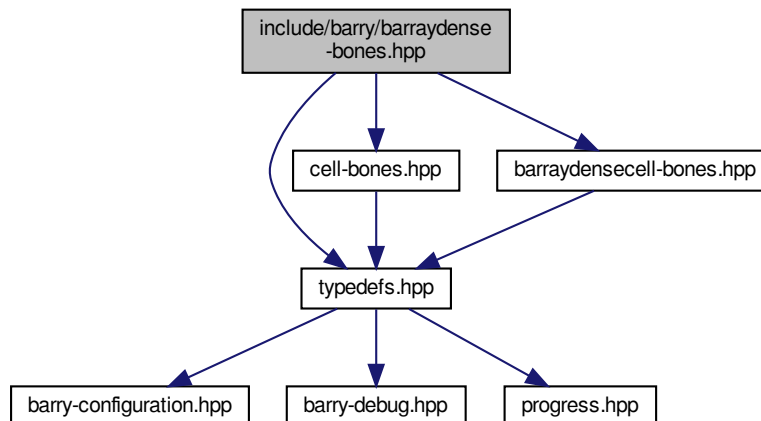 include/barry/barraydense
-bones.hpp
cell-bones.hpp
barraydensecell-bones.hpp
typedefs.hpp
barry-configuration.hpp
barry-debug.hpp
progress.hpp